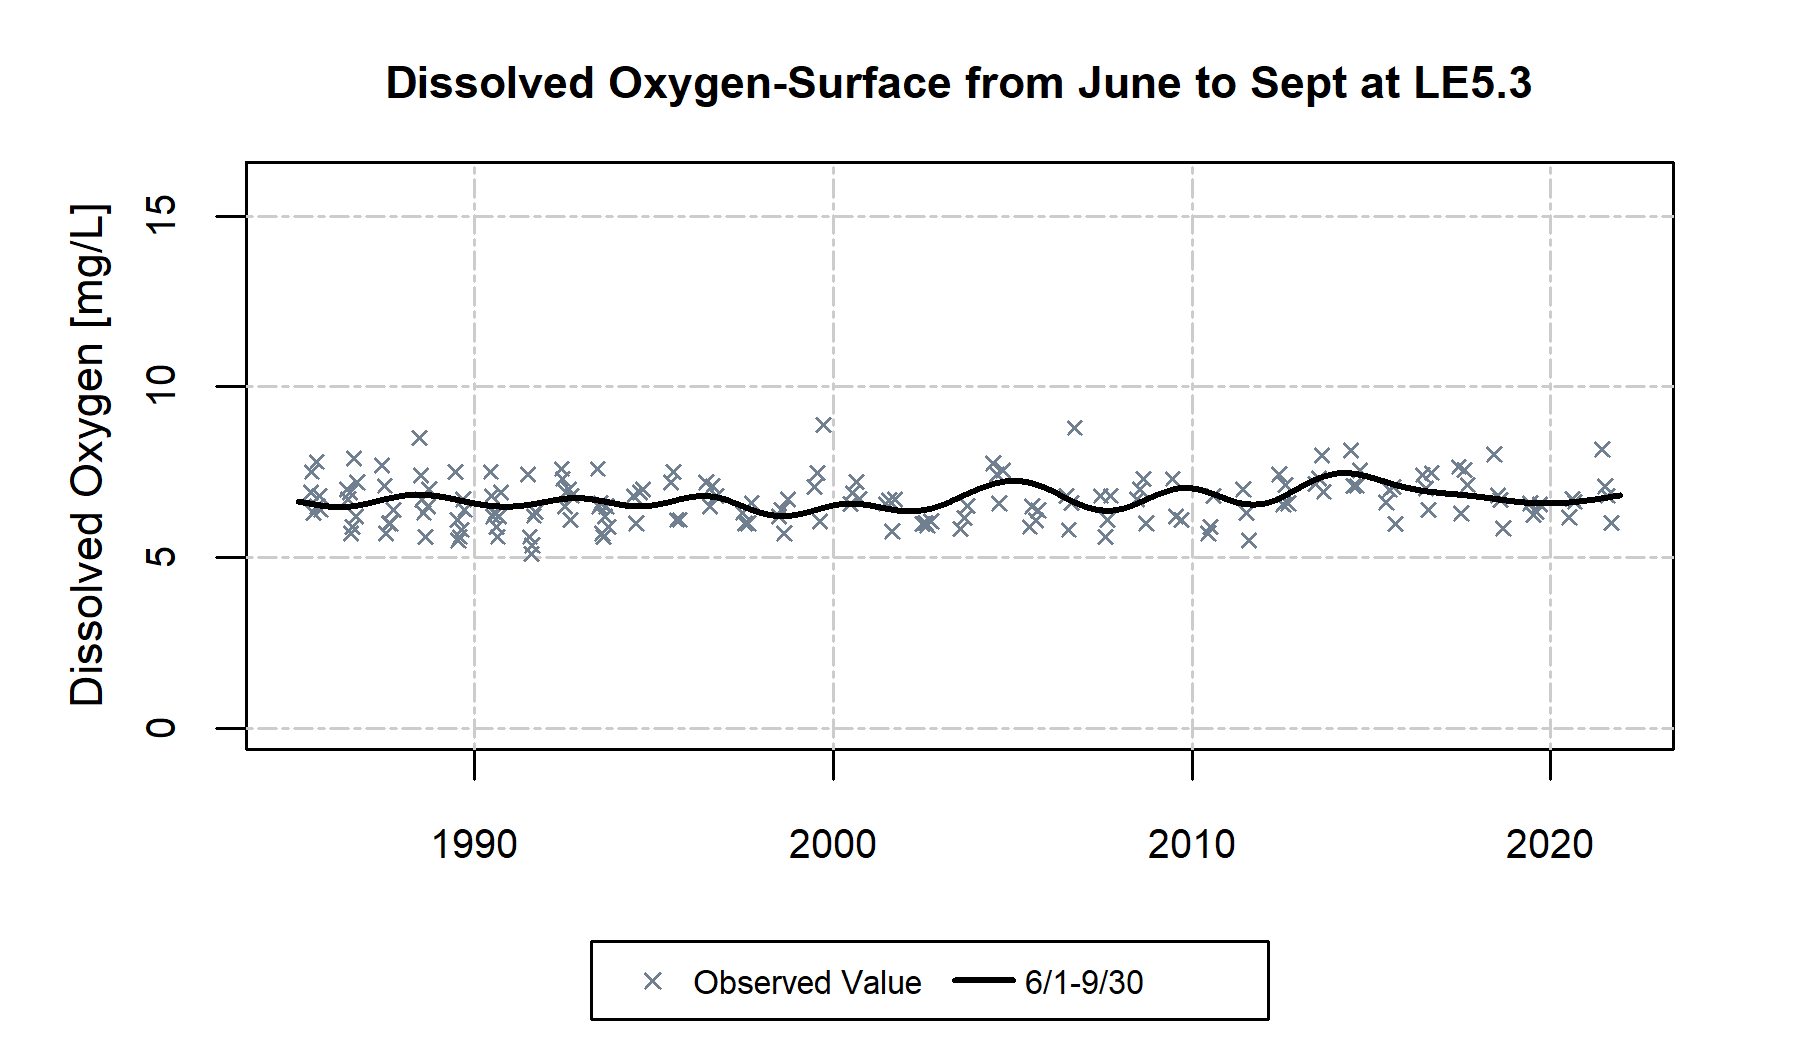 Dissolved Oxygen-Surface from June to Sept at LE5.3
Dissolved Oxygen [mg/L]
15
10
5
0
1990 2000 2010 2020
Observed Value 6/1-9/30